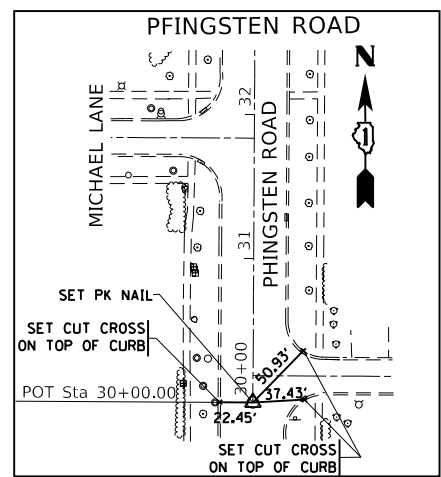 PFINGSTEN ROAD
N
1
MICHAEL LANE
32
PHINGSTEN ROAD
31
SET PK NAIL
SET CUT CROSS
ON TOP OF CURB
30+00
50.93'
37.43'
POT Sta 30+00.00
22.45'
SET CUT CROSS
ON TOP OF CURB